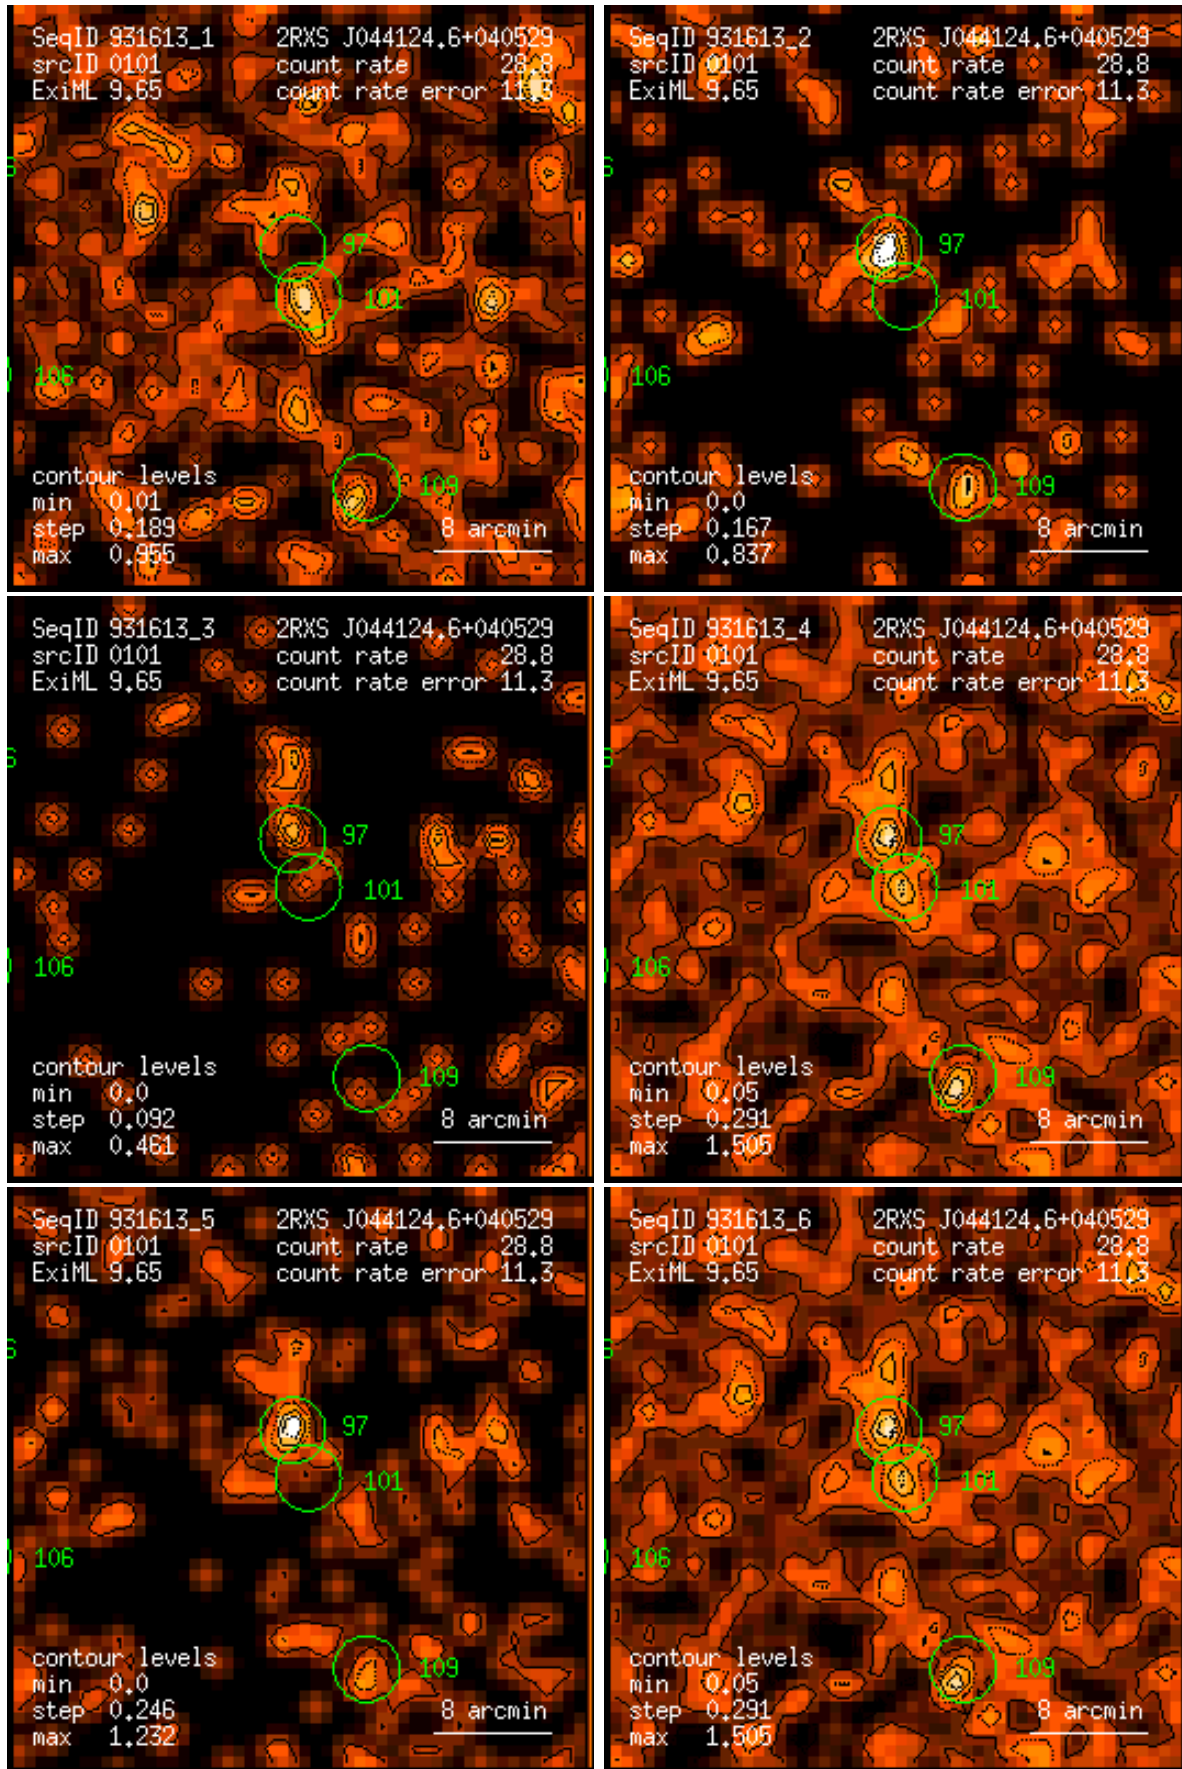 SeqID 931613_1 2RXS J044124.6+040529
srcID 0101 count rate 28.8
ExiML 9.65 count rate error 11.3
6
97
101
106
109
contour levels
min 0.01
step 0.189
max 0.955
8 arcmin
SeqID 931613_2 2RXS J044124.6+040529
srcID 0101 count rate 28.8
ExiML 9.65 count rate error 11.3
6
97
101
106
109
contour levels
min 0.0
step 0.167
max 0.837
8 arcmin
SeqID 931613_3 2RXS J044124.6+040529
srcID 0101 count rate 28.8
ExiML 9.65 count rate error 11.3
6
97
101
106
109
contour levels
min 0.0
step 0.092
max 0.461
8 arcmin
SeqID 931613_4 2RXS J044124.6+040529
srcID 0101 count rate 28.8
ExiML 9.65 count rate error 11.3
6
97
101
106
109
contour levels
min 0.05
step 0.291
max 1.505
8 arcmin
SeqID 931613_5 2RXS J044124.6+040529
srcID 0101 count rate 28.8
ExiML 9.65 count rate error 11.3
6
97
101
106
109
contour levels
min 0.0
step 0.246
max 1.232
8 arcmin
SeqID 931613_6 2RXS J044124.6+040529
srcID 0101 count rate 28.8
ExiML 9.65 count rate error 11.3
6
97
101
106
109
contour levels
min 0.05
step 0.291
max 1.505
8 arcmin